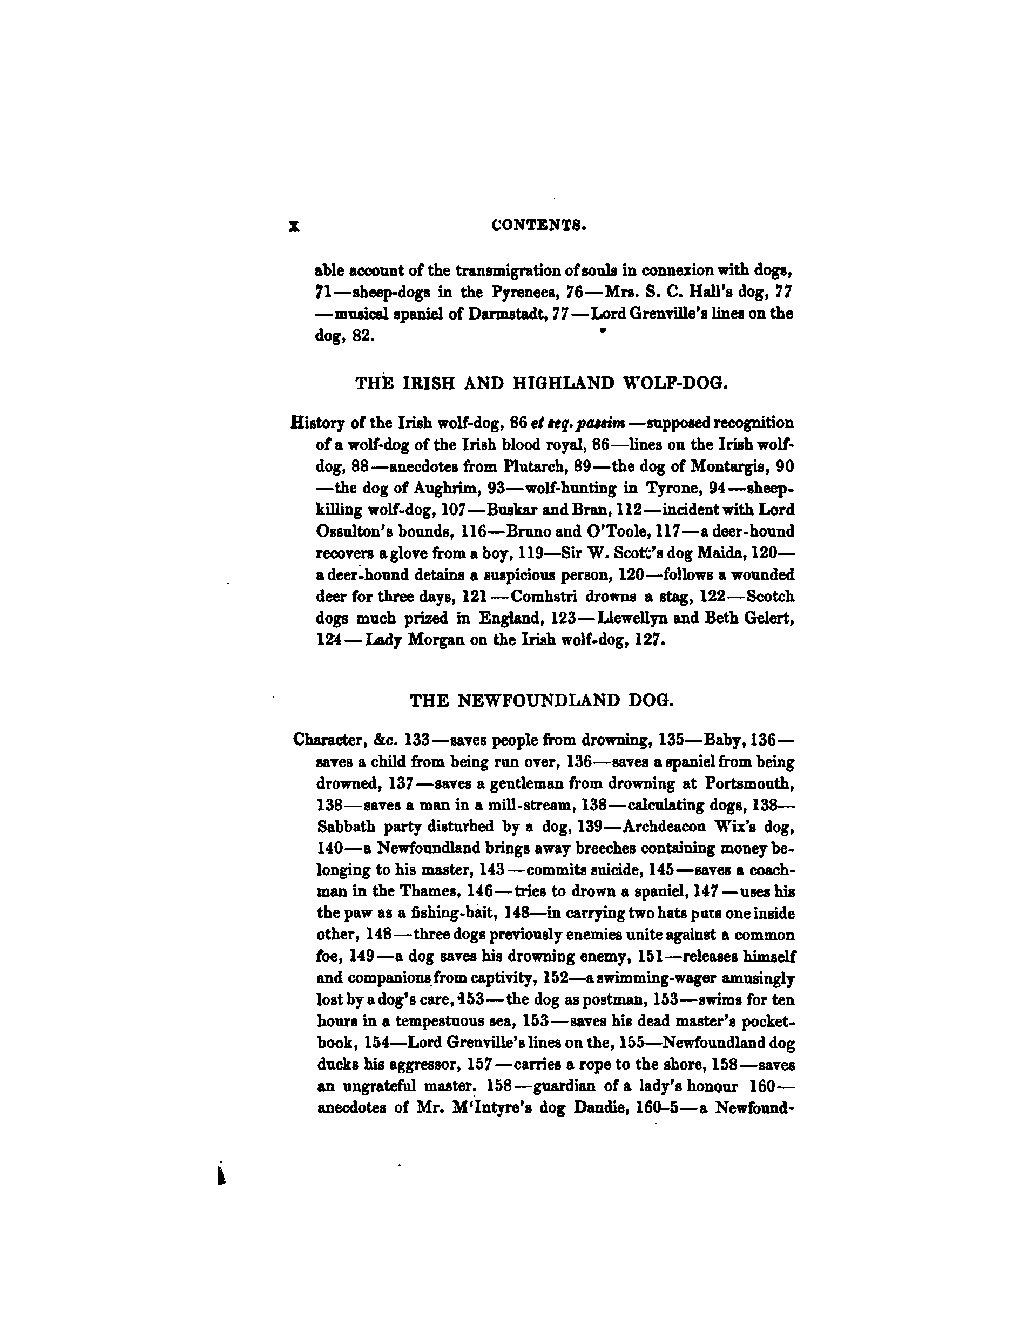 x CONTENTS.
able account of the transmigration of souls in connexion with dogs,
71—sheep-dogs in the Pyrenees, 76—Mrs. S. C. Hall's dog, 77
—musical spaniel of Darmstadt, 77—Lord Grenville's lines on the
dog, 82.
THE IRISH AND HIGHLAND WOLF-DOG.
History of the Irish wolf-dog, 86 et seq. passim—supposed recognition
of a wolf-dog of the Irish blood royal, 86—lines on the Irish wolf-
dog, 88—anecdotes from Plutarch, 89—the dog of Montargis, 90
—the dog of Aughrim, 93—wolf-hunting in Tyrone, 94—sheep-
killing wolf-dog, 107—Buskar and Bran, 112—incident with Lord
Ossulton's hounds, 116—Bruno and O'Toole, 117—a deer-hound
recovers a glove from a boy, 119—Sir W. Scott's dog Maida, 120—
a deer-hound detains a suspicious person, 120—follows a wounded
deer for three days, 121—Comhstri drowns a stag, 122—Scotch
dogs much prized in England, 123—Llewellyn and Beth Gelert,
124—Lady Morgan on the Irish wolf-dog, 127.
THE NEWFOUNDLAND DOG.
Character, &c. 133—saves people from drowning, 135—Baby, 136—
saves a child from being run over, 136—saves a spaniel from being
drowned, 137—saves a gentleman from drowning at Portsmouth,
138—saves a man in a mill-stream, 138—calculating dogs, 138—
Sabbath party disturbed by a dog, 139—Archdeacon Wix's dog,
140—a Newfoundland brings away breeches containing money be-
longing to his master, 143—commits suicide, 145—saves a coach-
man in the Thames, 146—tries to drown a spaniel, 147—uses his
the paw as a fishing-bait, 148—in carrying two hats puts one inside
other, 148—three dogs previously enemies unite against a common
foe, 149—a dog saves his drowning enemy, 151—releases himself
and companions from captivity, 152—a swimming-wager amusingly
lost by a dog's care, 153—the dog as postman, 153—swims for ten
hours in a tempestuous sea, 153—saves his dead master's pocket-
book, 154—Lord Grenville's lines on the, 155—Newfoundland dog
ducks his aggressor, 157—carries a rope to the shore, 158—saves
an ungrateful master. 158—guardian of a lady's honour 160—
anecdotes of Mr. M'Intyre's dog Dandie, 160-5—a Newfound-